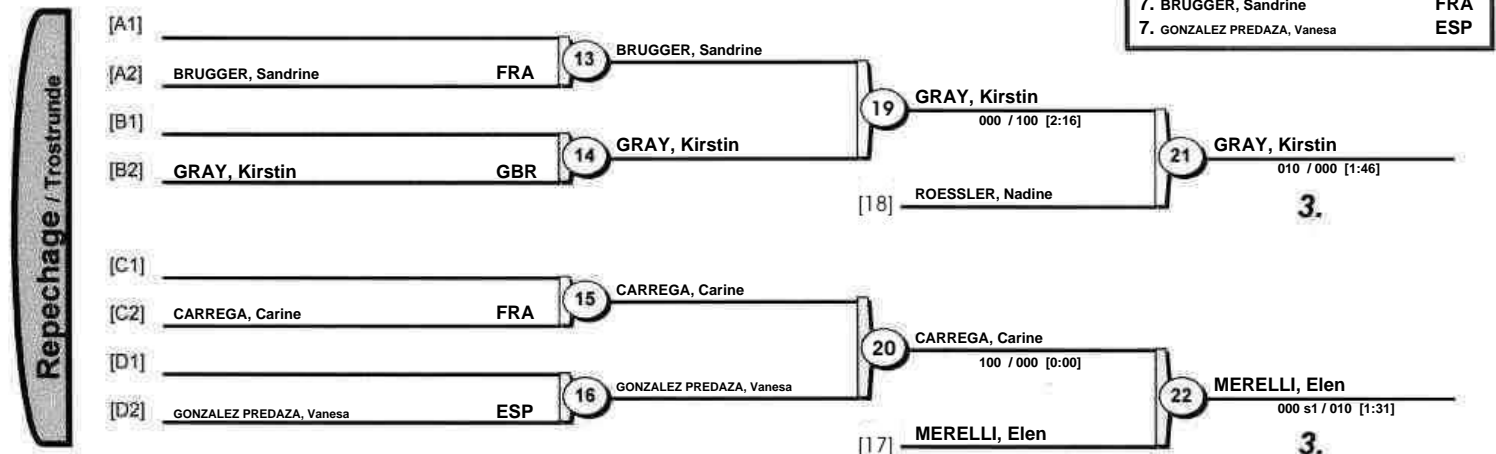 7. BRUGGER, Sandrine FRA
7. GONZALEZ PREDAZA, Vanesa ESP
Repechage / Trostrunde
[A1]
[A2] BRUGGER, Sandrine FRA
13 BRUGGER, Sandrine
[B1]
[B2] GRAY, Kirstin GBR
14 GRAY, Kirstin
19 GRAY, Kirstin
000 / 100 [2:16]
[18] ROESSLER, Nadine
21 GRAY, Kirstin
010 / 000 [1:46]
3.
[C1]
[C2] CARREGA, Carine FRA
15 CARREGA, Carine
[D1]
[D2] GONZALEZ PREDAZA, Vanesa ESP
16 GONZALEZ PREDAZA, Vanesa
20 CARREGA, Carine
100 / 000 [0:00]
[17] MERELLI, Elen
22 MERELLI, Elen
000 s1 / 010 [1:31]
3.